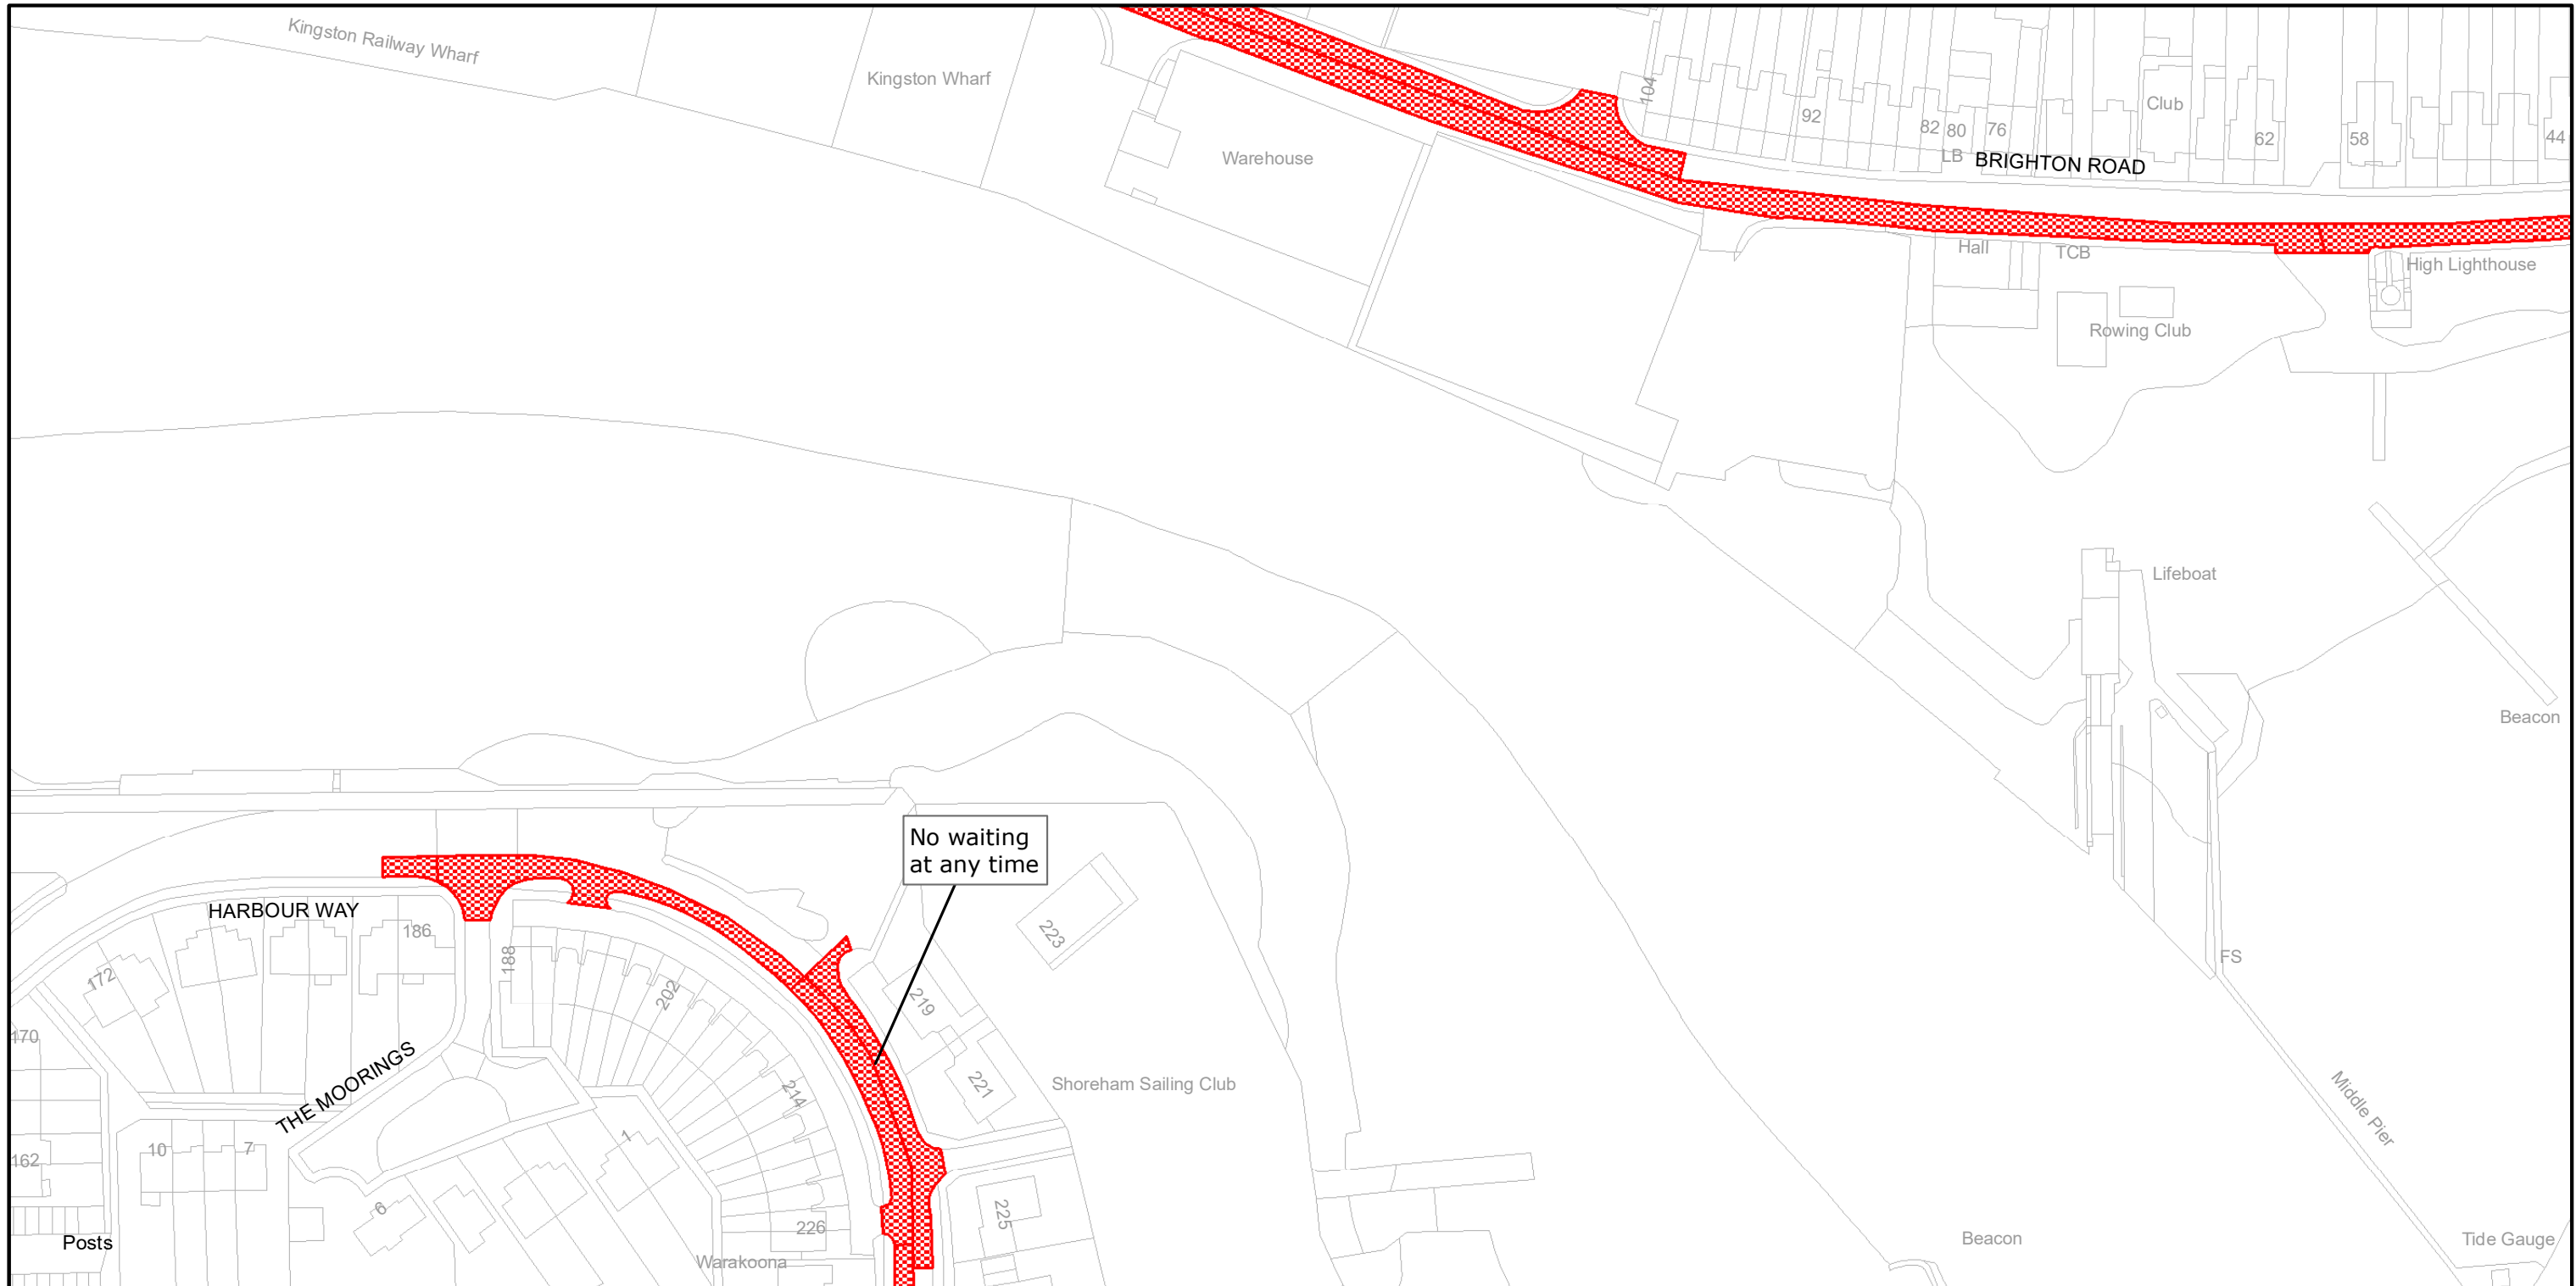 Kingston Railway Wharf
Kingston Wharf
Warehouse
104
92
82
80
76
LB
BRIGHTON ROAD
Club
62
58
44
Hall
TCB
High Lighthouse
Rowing Club
Lifeboat
Beacon
No waiting
at any time
HARBOUR WAY
186
188
172
170
202
219
223
221
214
THE MOORINGS
Shoreham Sailing Club
FS
Middle Pier
162
10
7
1
6
225
226
Posts
Warakoona
Beacon
Tide Gauge